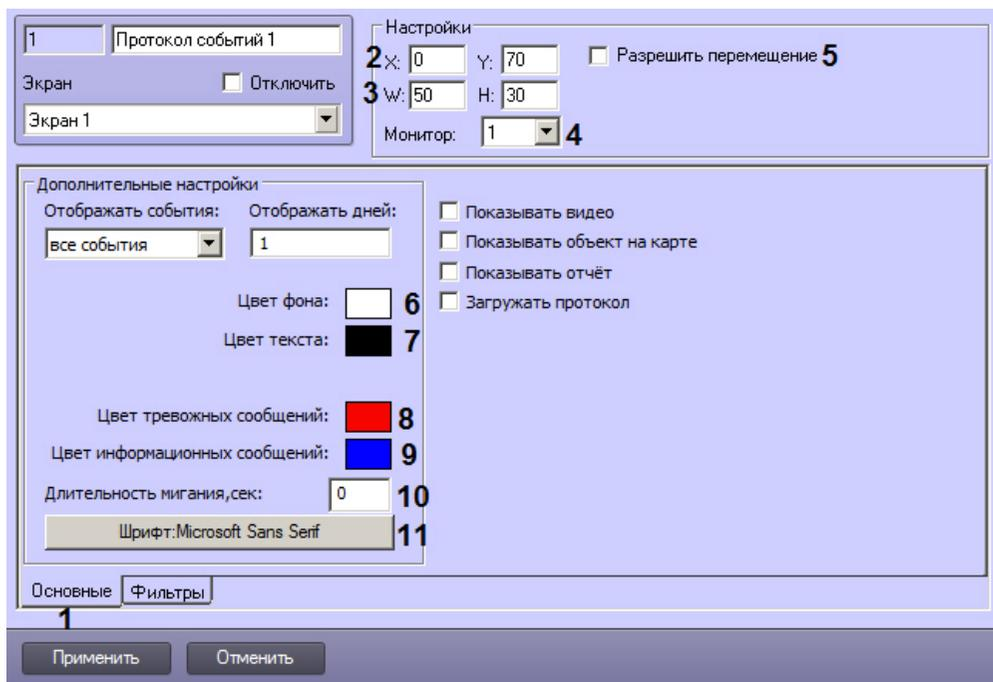 1 Протокол событий 1
Экран Отключить
Экран 1
Настройки
2 X: 0 Y: 70 Разрешить перемещение 5
3 W: 50 H: 30
Монитор: 1 4
Дополнительные настройки
Отображать события: Отображать дней:
все события 1
Цвет фона: 6
Цвет текста: 7
Цвет тревожных сообщений: 8
Цвет информационных сообщений: 9
Длительность мигания,сек: 0 10
Шрифт:Microsoft Sans Serif 11
Показывать видео
Показывать объект на карте
Показывать отчёт
Загружать протокол
Основные Фильтры
1
Применить Отменить